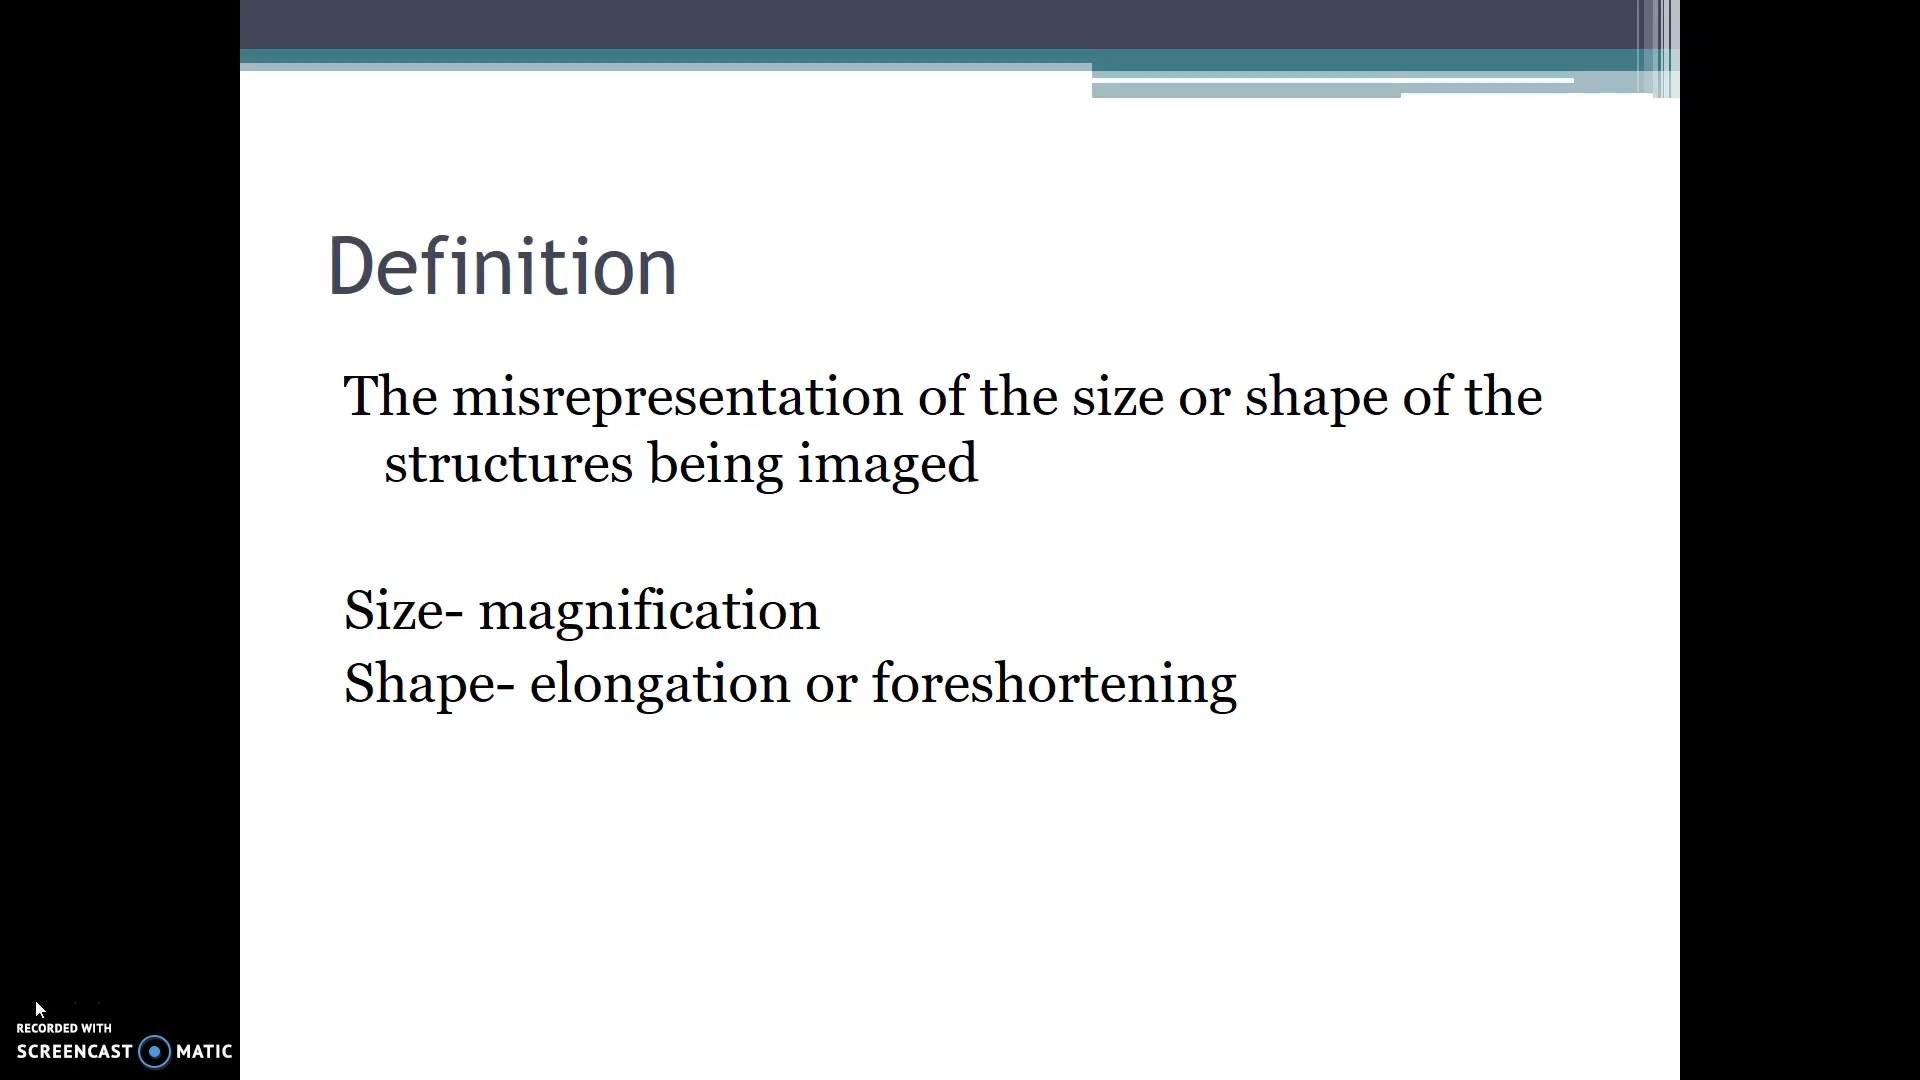 Definition
The misrepresentation of the size or shape of the
structures being imaged
Size- magnification
Shape- elongation or foreshortening
RECORDED WITH
SCREENCAST MATIC